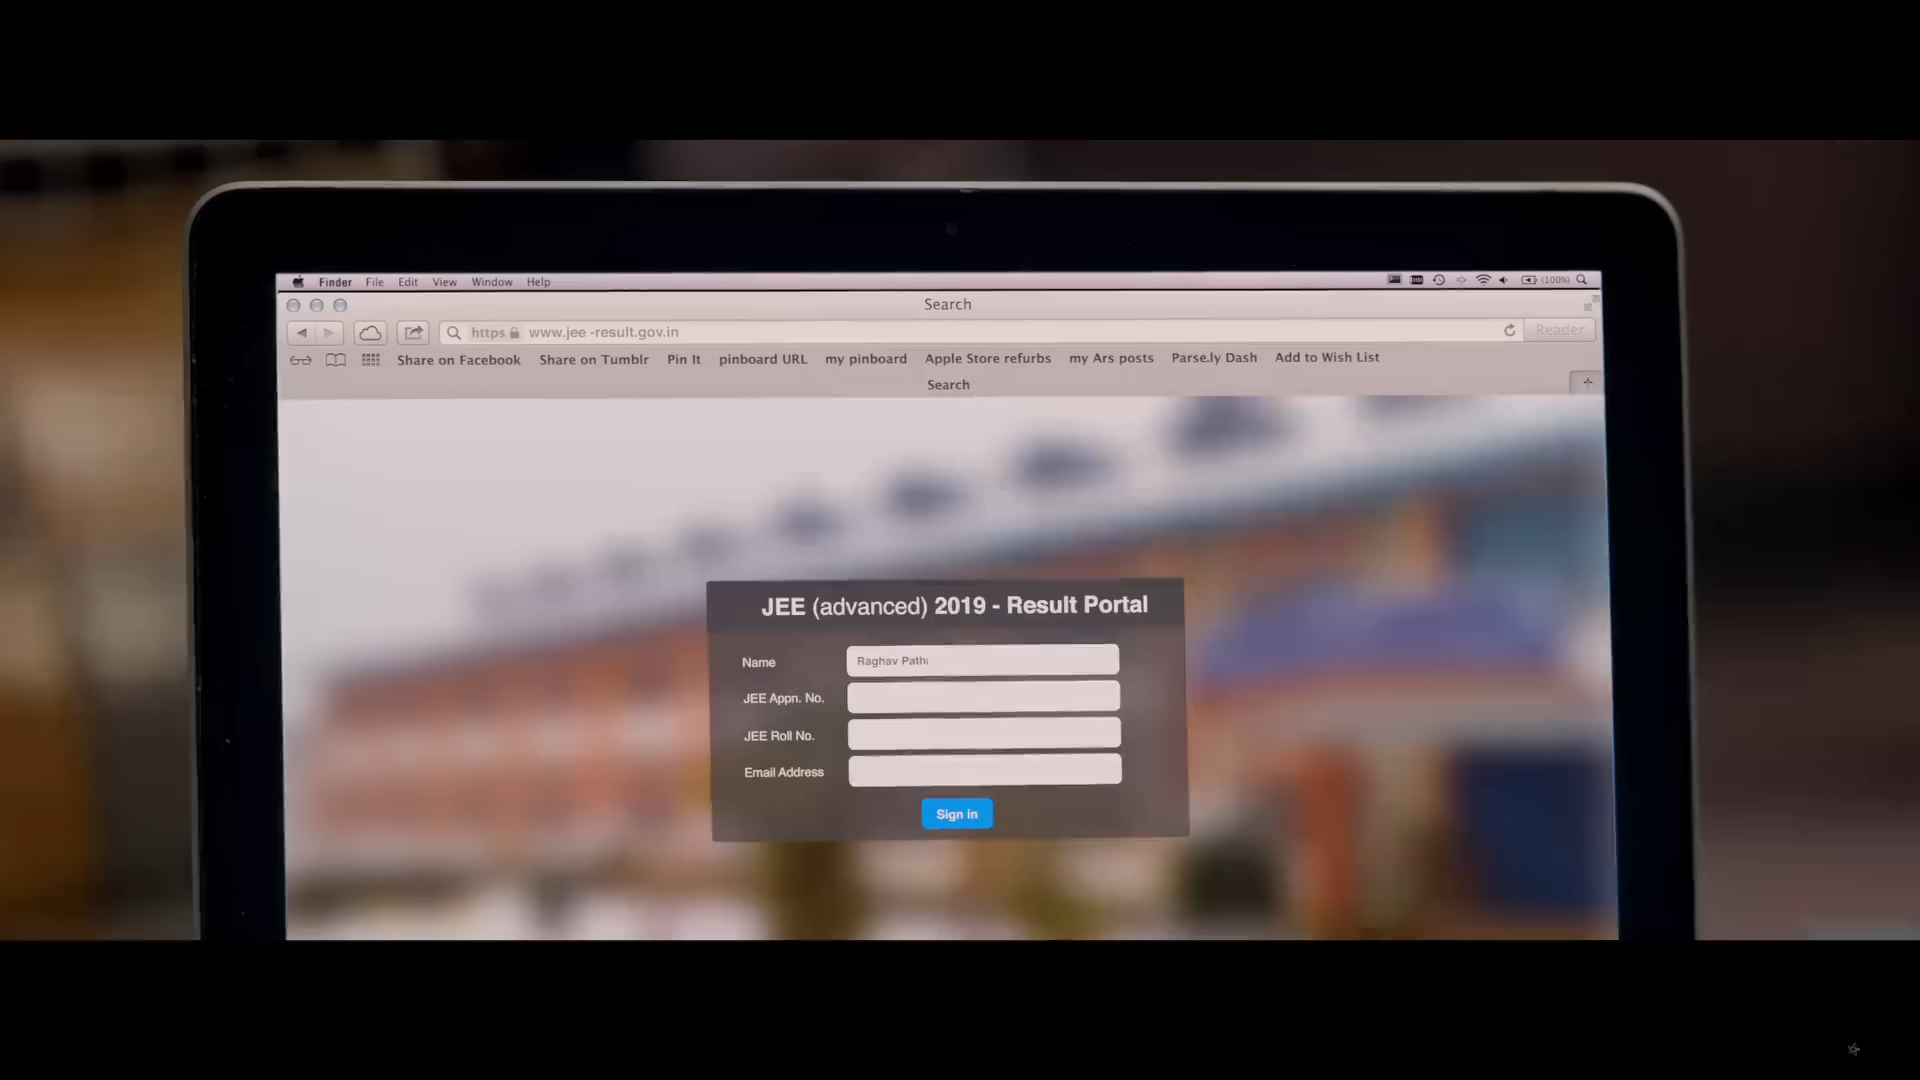 Finder File Edit View Window Help (100%)
Search
https www.jee -result.gov.in Reader
Share on Facebook Share on Tumblr Pin It pinboard URL my pinboard Apple Store refurbs my Ars posts Parse.ly Dash Add to Wish List
Search
JEE (advanced) 2019 - Result Portal
Name Raghav Path
JEE Appn. No.
JEE Roll No.
Email Address
Sign in